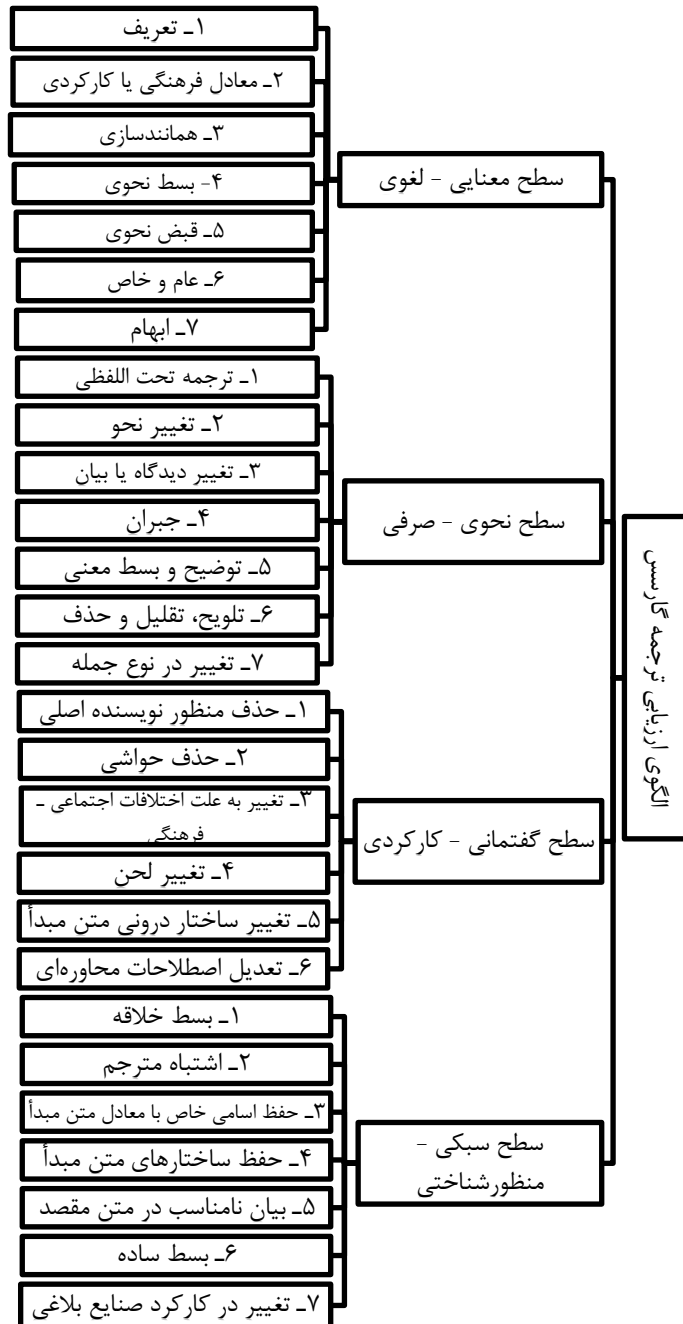 الگوی ارزیابی ترجمه گارسس
سطح معنایی - لغوی
۱ـ تعریف
۲ـ معادل فرهنگی یا کارکردی
۳ـ همانندسازی
۴- بسط نحوی
۵ـ قبض نحوی
۶ـ عام و خاص
۷ـ ابهام
سطح نحوی - صرفی
۱ـ ترجمه تحت اللفظی
۲ـ تغییر نحو
۳ـ تغییر دیدگاه یا بیان
۴ـ جبران
۵ـ توضیح و بسط معنی
۶ـ تلویح، تقلیل و حذف
۷ـ تغییر در نوع جمله
سطح گفتمانی - کارکردی
۱ـ حذف منظور نویسنده اصلی
۲ـ حذف حواشی
۳ـ تغییر به علت اختلافات اجتماعی ـ
فرهنگی
۴ـ تغییر لحن
۵ـ تغییر ساختار درونی متن مبدأ
۶ـ تعدیل اصطلاحات محاوره‌ای
سطح سبکی -
منظورشناختی
۱ـ بسط خلاقه
۲ـ اشتباه مترجم
۳ـ حفظ اسامی خاص با معادل متن مبدأ
۴ـ حفظ ساختارهای متن مبدأ
۵ـ بیان نامناسب در متن مقصد
۶ـ بسط ساده
۷ـ تغییر در کارکرد صنایع بلاغی